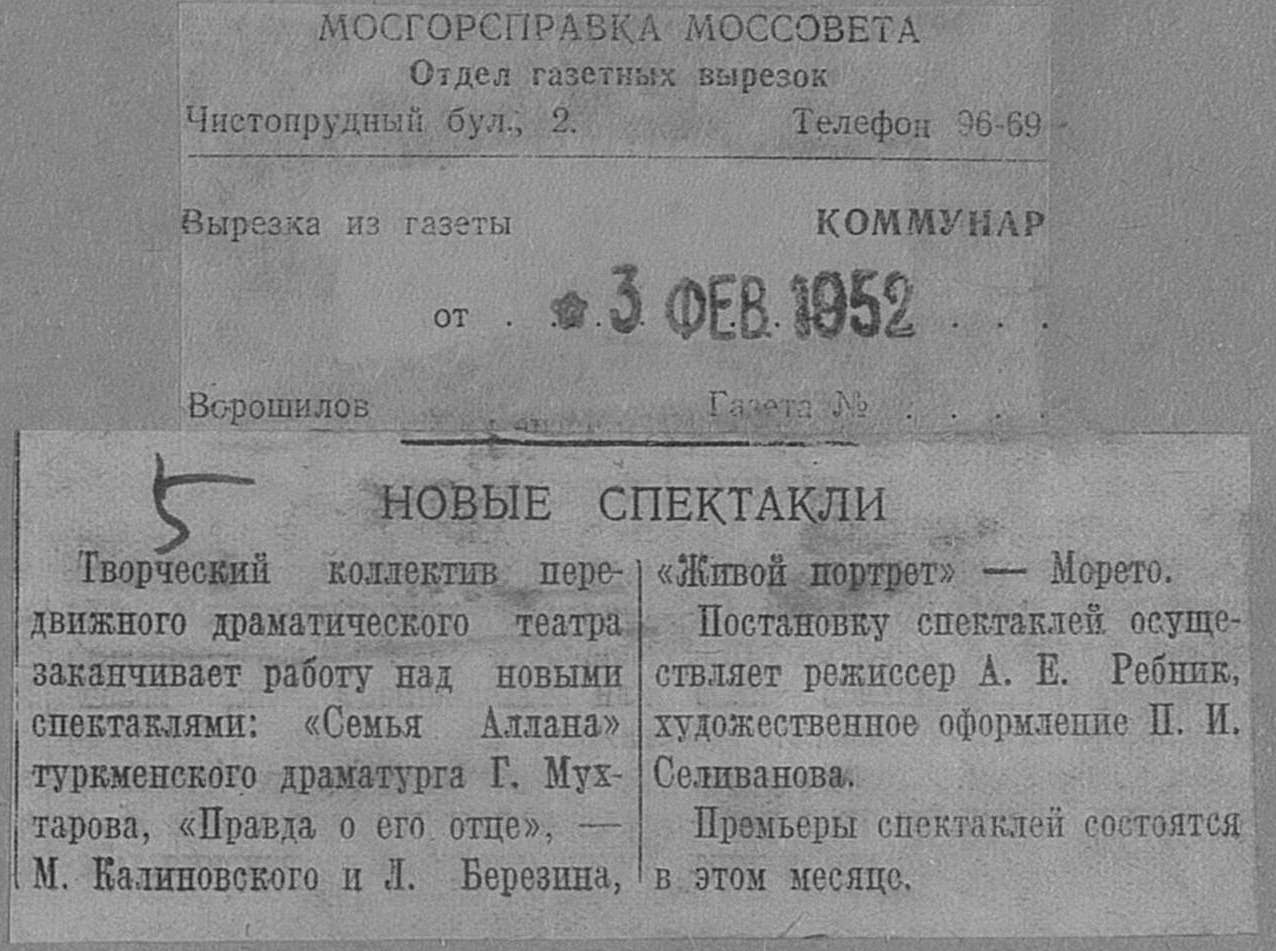 МОСГОРСПРАВКА МОССОВЕТА
Отдел газетных вырезок
Чистопрудный бул., 2. Телефон 96-69
Вырезка из газеты КОММУНАР
от . . 3 ФЕВ. 1952 . . .
Ворошилов Газета № . . . .
5
НОВЫЕ СПЕКТАКЛИ
Творческий коллектив пере-
движного драматического театра
заканчивает работу над новыми
спектаклями: «Семья Аллана»
туркменского драматурга Г. Мух-
тарова, «Правда о его отце», —
М. Калиновского и Л. Березина,
«Живой портрет» — Морето.
Постановку спектаклей осуще-
ствляет режиссер А. Е. Ребник,
художественное оформление П. И.
Селиванова.
Премьеры спектаклей состоятся
в этом месяце.